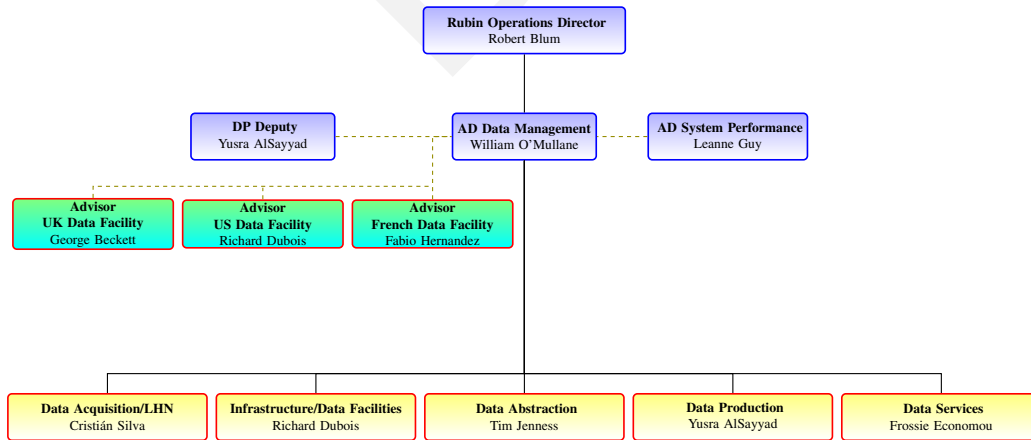 Rubin Operations Director
Robert Blum
DP Deputy
Yusra AlSayyad
AD Data Management
William O'Mullane
AD System Performance
Leanne Guy
Advisor
UK Data Facility
George Beckett
Advisor
US Data Facility
Richard Dubois
Advisor
French Data Facility
Fabio Hernandez
Data Acquisition/LHN
Cristián Silva
Infrastructure/Data Facilities
Richard Dubois
Data Abstraction
Tim Jenness
Data Production
Yusra AlSayyad
Data Services
Frossie Economou